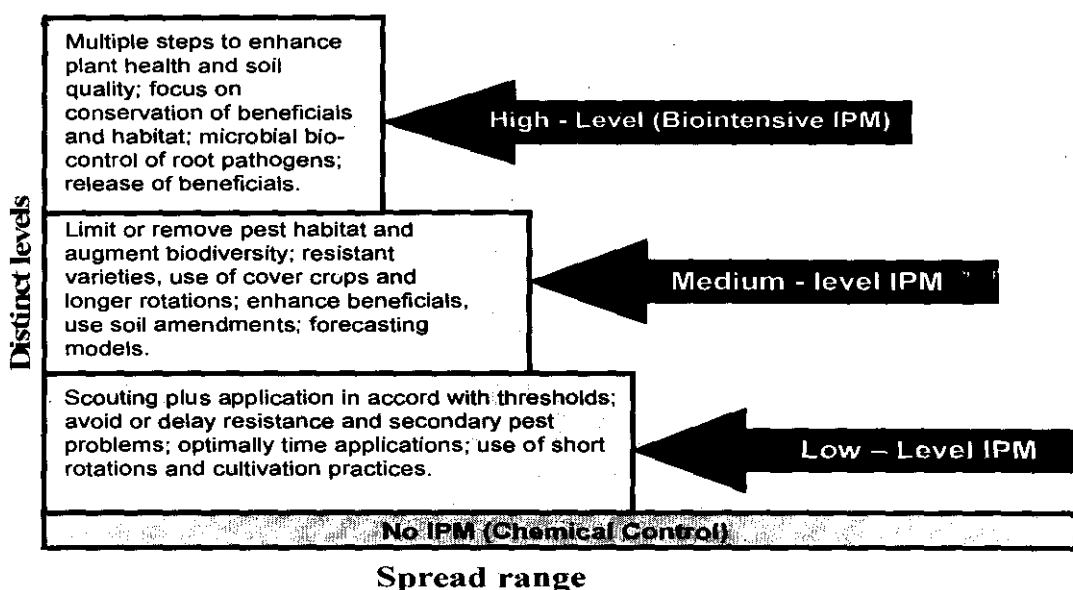 Multiple steps to enhance
plant health and soil
quality; focus on
conservation of beneficials
and habitat; microbial bio-
control of root pathogens;
release of beneficials.
High - Level (Biointensive IPM)
Limit or remove pest habitat and
augment biodiversity; resistant
varieties, use of cover crops and
longer rotations; enhance beneficials,
use soil amendments; forecasting
models.
Medium - level IPM
Scouting plus application in accord with thresholds;
avoid or delay resistance and secondary pest
problems; optimally time applications; use of short
rotations and cultivation practices.
Low – Level IPM
No IPM (Chemical Control)
Distinct levels
Spread range